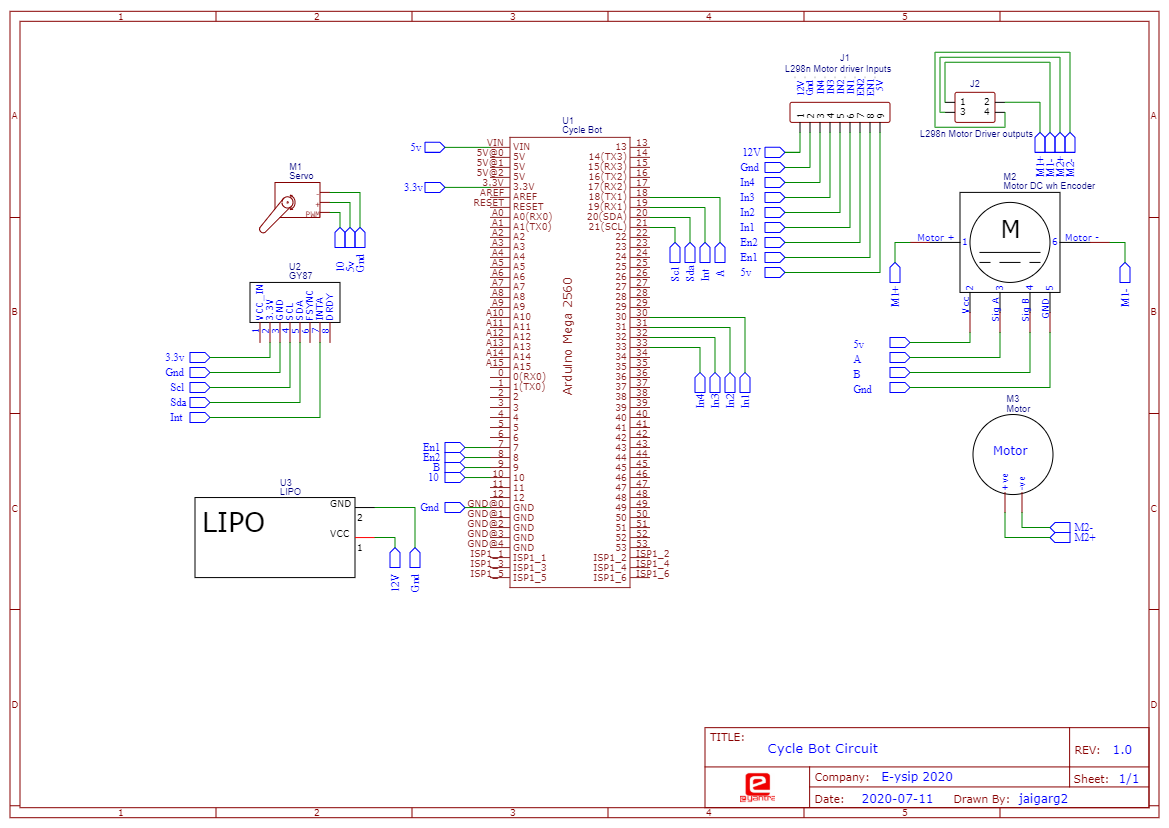 1 2 3 4 5
A
B
C
D
A
B
C
D
J1
L298n Motor driver Inputs
12V Gnd IN4 IN3 IN2 IN1 EN2 EN1 5V
1 2 3 4 5 6 7 8 9
12V
Gnd
In4
In3
In2
In1
En2
En1
5v
J2
1 2
3 4
L298n Motor Driver outputs
M1+ M1- M2+ M2-
M2
Motor DC wh Encoder
M
Motor + 1
6 Motor -
M1+
M1-
2 3 4 5
Vcc Sig A Sig B GND
5v
A
B
Gnd
M3
Motor
Motor
+ve -ve
M2-
M2+
M1
Servo
-
+
PWM
10 5v Gnd
U2
GY87
VCC_IN 3.3V GND SCL SDA FSYNC INTA DRDY
1 2 3 4 5 6 7 8
3.3v
Gnd
Scl
Sda
Int
U3
LIPO
LIPO
GND 2
VCC 1
12V Gnd
U1
Cycle Bot
Arduino Mega 2560
5v
3.3v
En1
En2
B
10
Gnd
VIN VIN
5V@0 5V
5V@1 5V
5V@2 5V
3.3V 3.3V
AREF AREF
RESET RESET
A0 A0(RX0)
A1 A1(TX0)
A2 A2
A3 A3
A4 A4
A5 A5
A6 A6
A7 A7
A8 A8
A9 A9
A10 A10
A11 A11
A12 A12
A13 A13
A14 A14
A15 A15
0 0(RX0)
1 1(TX0)
2 2
3 3
4 4
5 5
6 6
7 7
8 8
9 9
10 10
11 11
12 12
GND@0 GND
GND@1 GND
GND@2 GND
GND@3 GND
GND@4 GND
ISP1_1 ISP1_1
ISP1_3 ISP1_3
ISP1_5 ISP1_5
13 13
14(TX3) 14
15(RX3) 15
16(TX2) 16
17(RX2) 17
18(TX1) 18
19(RX1) 19
20(SDA) 20
21(SCL) 21
22 22
23 23
24 24
25 25
26 26
27 27
28 28
29 29
30 30
31 31
32 32
33 33
34 34
35 35
36 36
37 37
38 38
39 39
40 40
41 41
42 42
43 43
44 44
45 45
46 46
47 47
48 48
49 49
50 50
51 51
52 52
53 53
ISP1_2 ISP1_2
ISP1_4 ISP1_4
ISP1_6 ISP1_6
Scl Sda Int A
In4 In3 In2 In1
TITLE:
Cycle Bot Circuit
REV: 1.0
e
e yantra
Company: E-ysip 2020
Sheet: 1/1
Date: 2020-07-11 Drawn By: jaigarg2
1 2 3 4 5